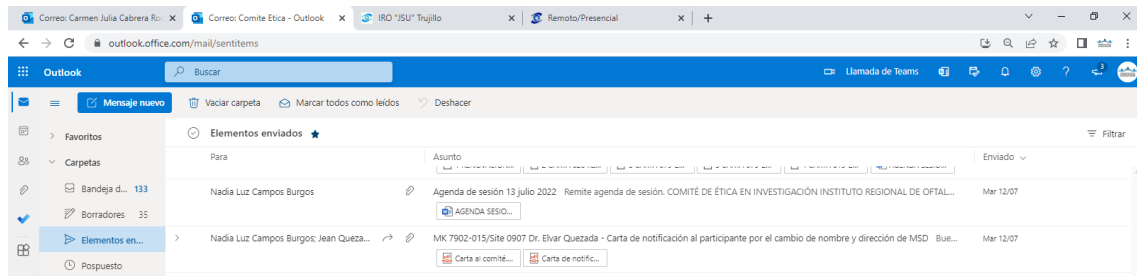 Correo: Carmen Julia Cabrera Ro
Correo: Comite Etica - Outlook
IRO "JSU" Trujillo
Remoto/Presencial
outlook.office.com/mail/sentitems
Outlook
Buscar
Llamada de Teams
3
Mensaje nuevo
Vaciar carpeta
Marcar todos como leídos
Deshacer
Favoritos
Elementos enviados
Filtrar
Carpetas
Para
Asunto
Enviado
Bandeja d... 133
Nadia Luz Campos Burgos
Agenda de sesión 13 julio 2022 Remite agenda de sesión. COMITÉ DE ÉTICA EN INVESTIGACIÓN INSTITUTO REGIONAL DE OFTAL...
Mar 12/07
AGENDA SESIO...
Borradores 35
Elementos en...
Nadia Luz Campos Burgos; Jean Queza...
MK 7902-015/Site 0907 Dr. Elvar Quezada - Carta de notificación al participante por el cambio de nombre y dirección de MSD Bue...
Mar 12/07
Carta al comité....
Carta de notific...
Pospuesto